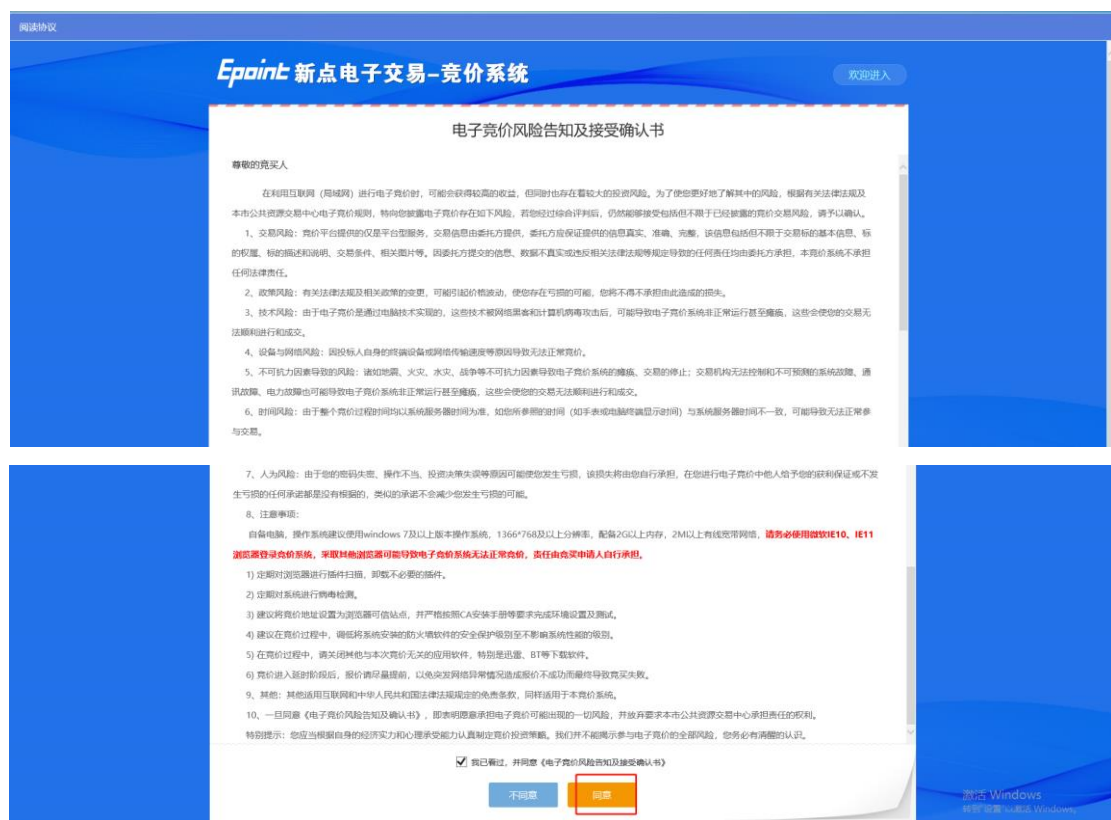 阅读协议
Epoint 新点电子交易-竞价系统
欢迎进入
电子竞价风险告知及接受确认书
尊敬的竞买人
在利用互联网（局域网）进行电子竞价时，可能会获得较高的收益，但同时也存在着较大的投资风险。为了使您更好地了解其中的风险，根据有关法律法规及
本市公共资源交易中心电子竞价规则，特向您披露电子竞价存在如下风险，若您经过综合评判后，仍然能够接受包括但不限于已经披露的竞价交易风险，请予以确认。
1、交易风险：竞价平台提供的仅是平台型服务，交易信息由委托方提供，委托方应保证提供的信息真实、准确、完整，该信息包括但不限于交易标的基本信息、标
的权属、标的描述和说明、交易条件、相关图片等。因委托方提交的信息、数据不真实或违反相关法律法规等规定导致的任何责任均由委托方承担，本竞价系统不承担
任何法律责任。
2、政策风险：有关法律法规及相关政策的变更，可能引起价格波动，使您存在亏损的可能，您将不得不承担由此造成的损失。
3、技术风险：由于电子竞价是通过电脑技术实现的，这些技术被网络黑客和计算机病毒攻击后，可能导致电子竞价系统非正常运行甚至瘫痪，这些会使您的交易无
法顺利进行和成交。
4、设备与网络风险：因投标人自身的终端设备或网络传输速度等原因导致无法正常竞价。
5、不可抗力因素导致的风险：诸如地震、火灾、水灾、战争等不可抗力因素导致电子竞价系统的瘫痪、交易的停止；交易机构无法控制和不可预测的系统故障、通
讯故障、电力故障也可能导致电子竞价系统非正常运行甚至瘫痪，这些会使您的交易无法顺利进行和成交。
6、时间风险：由于整个竞价过程时间均以系统服务器时间为准，如您所参照的时间（如手表或电脑终端显示时间）与系统服务器时间不一致，可能导致无法正常参
与交易。
7、人为风险：由于您的密码失密、操作不当、投资决策失误等原因可能使您发生亏损，该损失将由您自行承担，在您进行电子竞价中他人给予您的获利保证或不发
生亏损的任何承诺都是没有根据的，类似的承诺不会减少您发生亏损的可能。
8、注意事项：
自备电脑，操作系统建议使用windows 7及以上版本操作系统，1366*768及以上分辨率，配备2G以上内存，2M以上有线宽带网络，请务必使用微软IE10、IE11
浏览器登录竞价系统，采取其他浏览器可能导致电子竞价系统无法正常竞价，责任由竞买申请人自行承担。
1) 定期对浏览器进行插件扫描，卸载不必要的插件。
2) 定期对系统进行病毒检测。
3) 建议将竞价地址设置为浏览器可信站点，并严格按照CA安装手册等要求完成环境设置及测试。
4) 建议在竞价过程中，调低将系统安装的防火墙软件的安全保护级别至不影响系统性能的级别。
5) 在竞价过程中，请关闭其他与本次竞价无关的应用软件，特别是迅雷、BT等下载软件。
6) 竞价进入延时阶段后，报价请尽量提前，以免突发网络异常情况造成报价不成功而最终导致竞买失败。
9、其他：其他适用互联网和中华人民共和国法律法规规定的免责条款，同样适用于本竞价系统。
10、一旦同意《电子竞价风险告知及确认书》，即表明愿意承担电子竞价可能出现的一切风险，并放弃要求本市公共资源交易中心承担责任的权利。
特别提示：您应当根据自身的经济实力和心理承受能力认真制定竞价投资策略。我们并不能揭示参与电子竞价的全部风险，您务必有清醒的认识。
我已看过，并同意《电子竞价风险告知及接受确认书》
不同意 同意
激活 Windows
转到"设置"以激活 Windows。